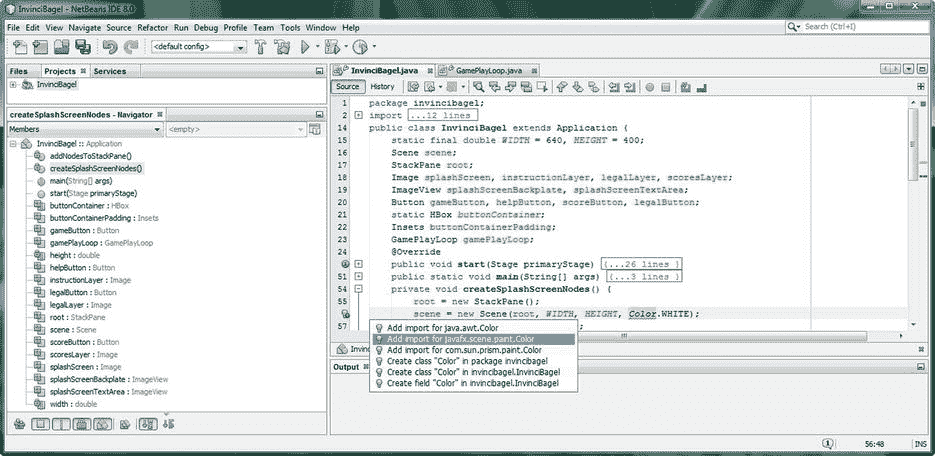 InvinciBagel - NetBeans IDE 8.0
File Edit View Navigate Source Refactor Run Debug Profile Team Tools Window Help
Search (Ctrl+I)
<default config>
Files Projects Services
InvinciBagel
createSplashScreenNodes() - Navigator
Members <empty>
InvinciBagel :: Application
addNodesToStackPane()
createSplashScreenNodes()
main(String[] args)
start(Stage primaryStage)
buttonContainer : HBox
buttonContainerPadding : Insets
gameButton : Button
gamePlayLoop : GamePlayLoop
height : double
helpButton : Button
instructionLayer : Image
legalButton : Button
legalLayer : Image
root : StackPane
scene : Scene
scoreButton : Button
scoresLayer : Image
splashScreen : Image
splashScreenBackplate : ImageView
splashScreenTextArea : ImageView
width : double
InvinciBagel.java GamePlayLoop.java
Source History
1 package invincibagel;
2 import ...12 lines
14 public class InvinciBagel extends Application {
15 static final double WIDTH = 640, HEIGHT = 400;
16 Scene scene;
17 StackPane root;
18 Image splashScreen, instructionLayer, legalLayer, scoresLayer;
19 ImageView splashScreenBackplate, splashScreenTextArea;
20 Button gameButton, helpButton, scoreButton, legalButton;
21 static HBox buttonContainer;
22 Insets buttonContainerPadding;
23 GamePlayLoop gamePlayLoop;
24 @Override
public void start(Stage primaryStage) {...26 lines }
51 public static void main(String[] args) {...3 lines }
54 private void createSplashScreenNodes() {
55 root = new StackPane();
scene = new Scene(root, WIDTH, HEIGHT, Color.WHITE);
57 ;
Add import for java.awt.Color
Add import for javafx.scene.paint.Color
Add import for com.sun.prism.paint.Color
Create class "Color" in package invincibagel
Create class "Color" in invincibagel.InvinciBagel
Create field "Color" in invincibagel.InvinciBagel
Output
1 56:48 INS